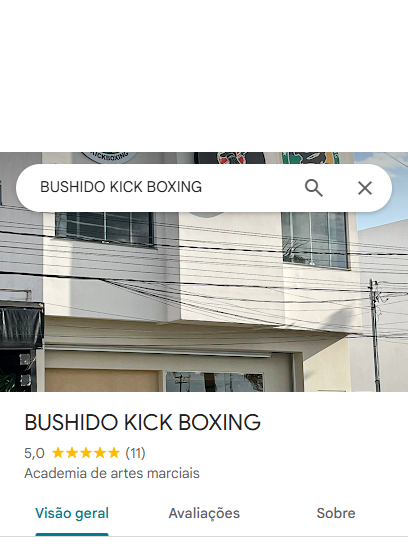 KICKBOXING
BUSHIDO KICK BOXING
BUSHIDO KICK BOXING
5,0 ★★★★★ (11)
Academia de artes marciais
Visão geral Avaliações Sobre